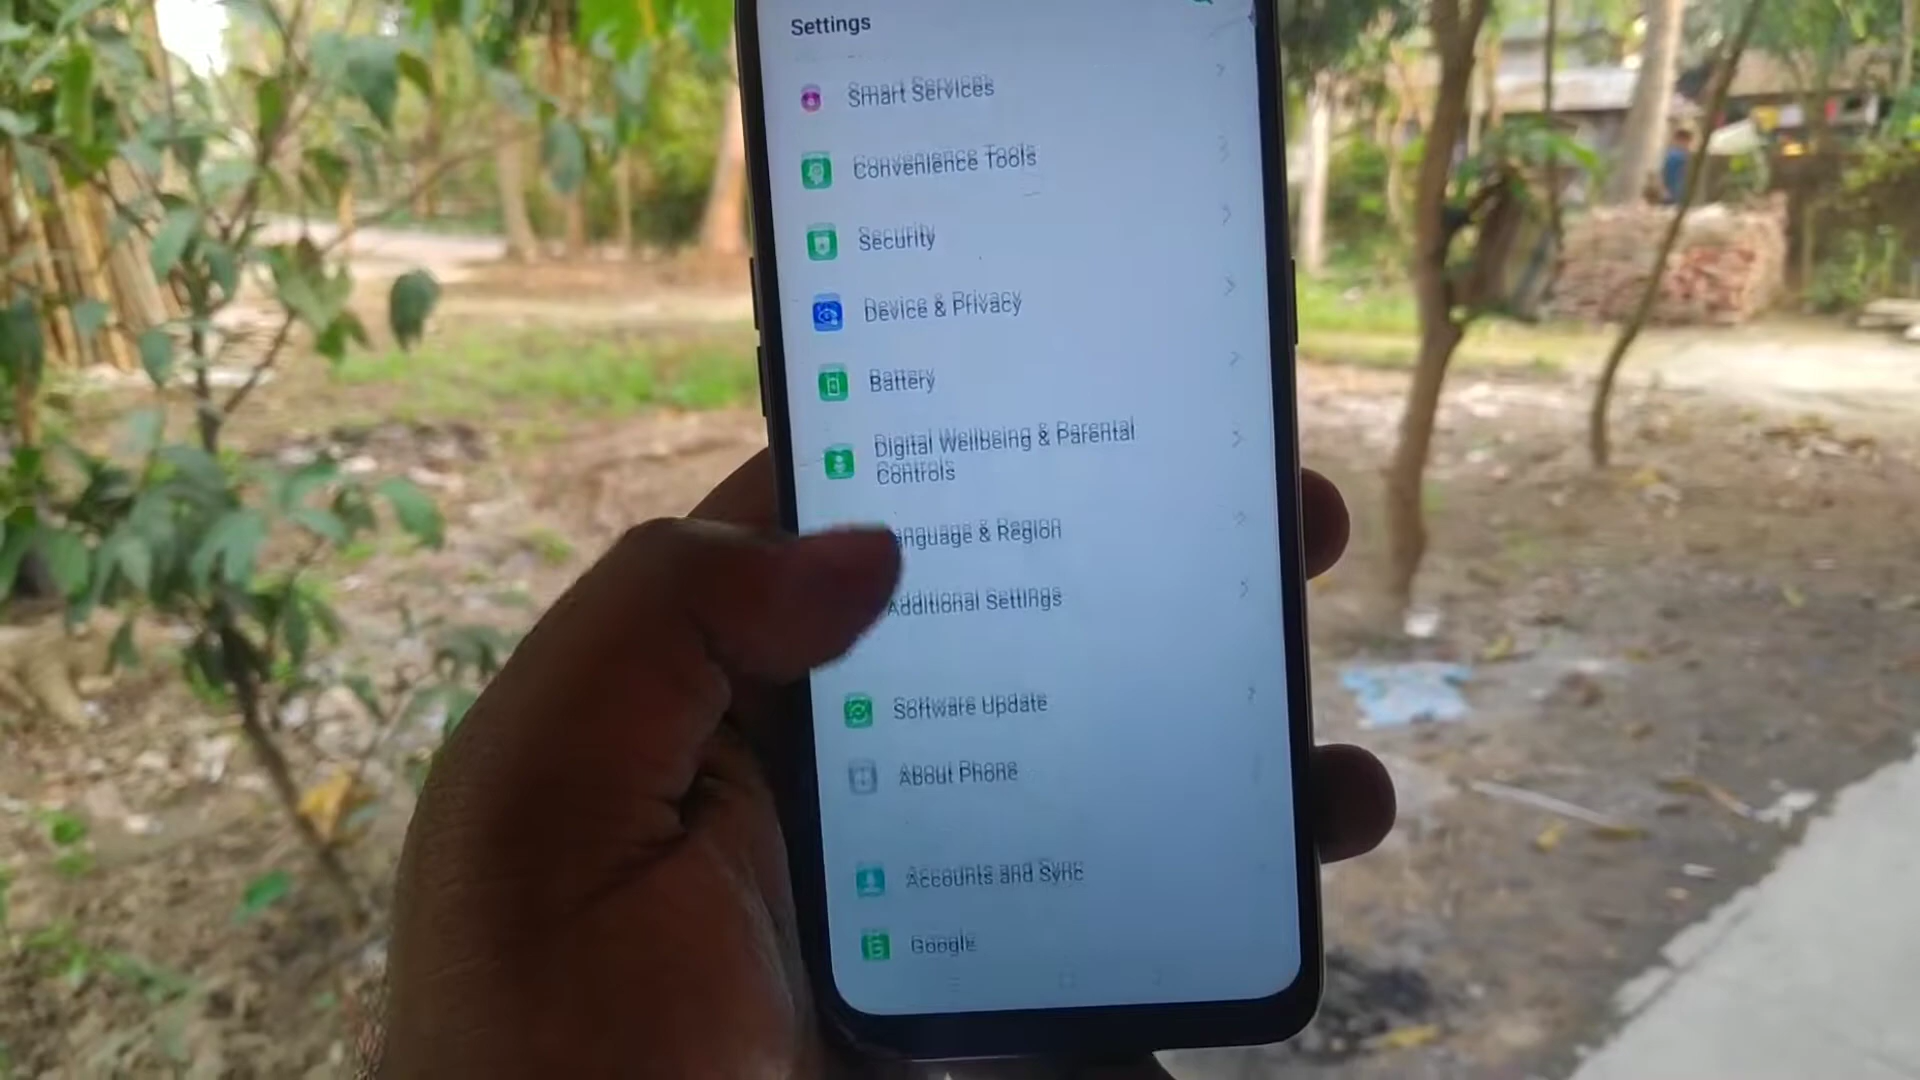 Settings
Smart Services
Convenience Tools
Security
Device & Privacy
Battery
Digital Wellbeing & Parental
Controls
anguage & Region
Additional Settings
Software Update
About Phone
Accounts and Sync
Google